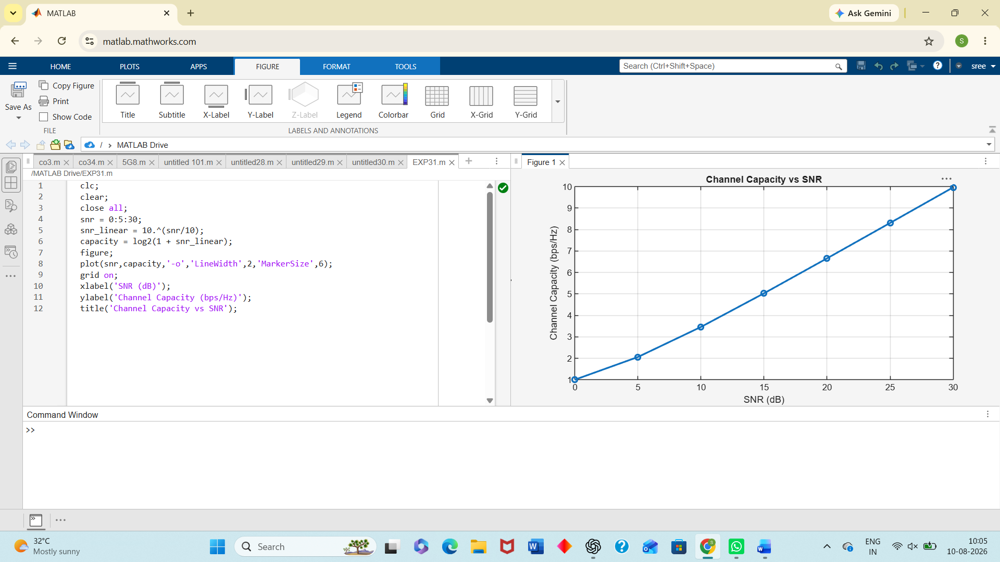 MATLAB
Ask Gemini
matlab.mathworks.com
S
HOME PLOTS APPS FIGURE FORMAT TOOLS
Search (Ctrl+Shift+Space)
sree
Save As
Copy Figure
Print
Show Code
FILE
Title Subtitle X-Label Y-Label Z-Label Legend Colorbar Grid X-Grid Y-Grid
LABELS AND ANNOTATIONS
/ › MATLAB Drive
co3.m co34.m 5G8.m untitled 101.m untitled28.m untitled29.m untitled30.m EXP31.m
/MATLAB Drive/EXP31.m
1 clc;
2 clear;
3 close all;
4 snr = 0:5:30;
5 snr_linear = 10.^(snr/10);
6 capacity = log2(1 + snr_linear);
7 figure;
8 plot(snr,capacity,'-o','LineWidth',2,'MarkerSize',6);
9 grid on;
10 xlabel('SNR (dB)');
11 ylabel('Channel Capacity (bps/Hz)');
12 title('Channel Capacity vs SNR');
Figure 1
Channel Capacity vs SNR
Channel Capacity (bps/Hz)
10
9
8
7
6
5
4
3
2
1
0 5 10 15 20 25 30
SNR (dB)
Command Window
>>
32°C
Mostly sunny
Search
ENG
IN
10:05
10-08-2026